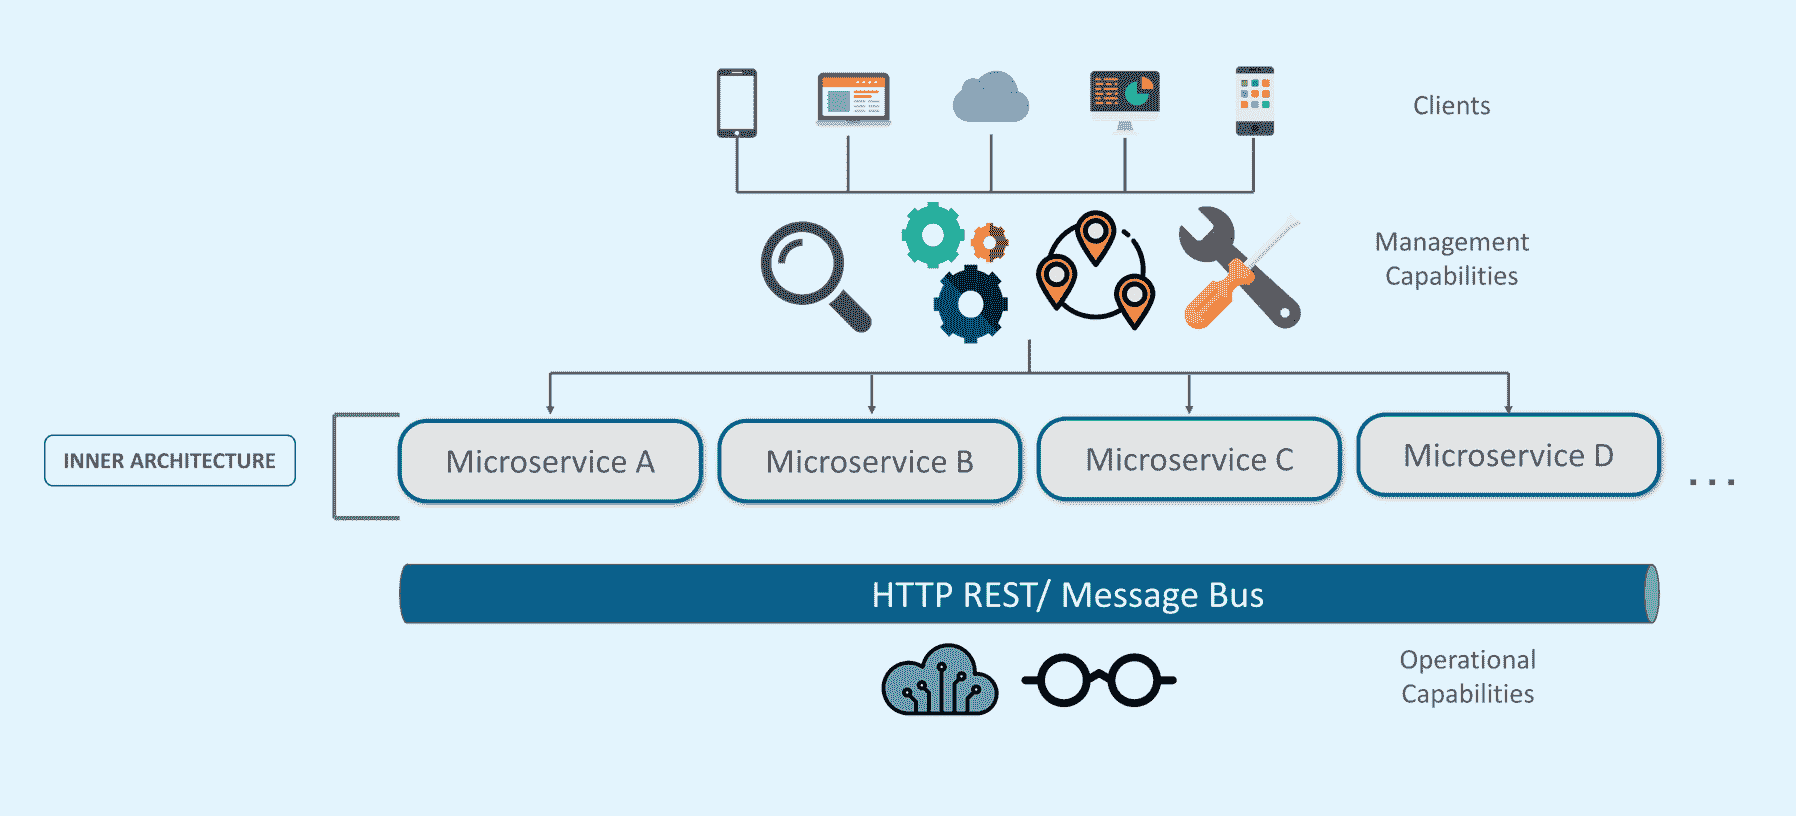 Clients
Management
Capabilities
INNER ARCHITECTURE
Microservice A
Microservice B
Microservice C
Microservice D
...
HTTP REST/ Message Bus
Operational
Capabilities